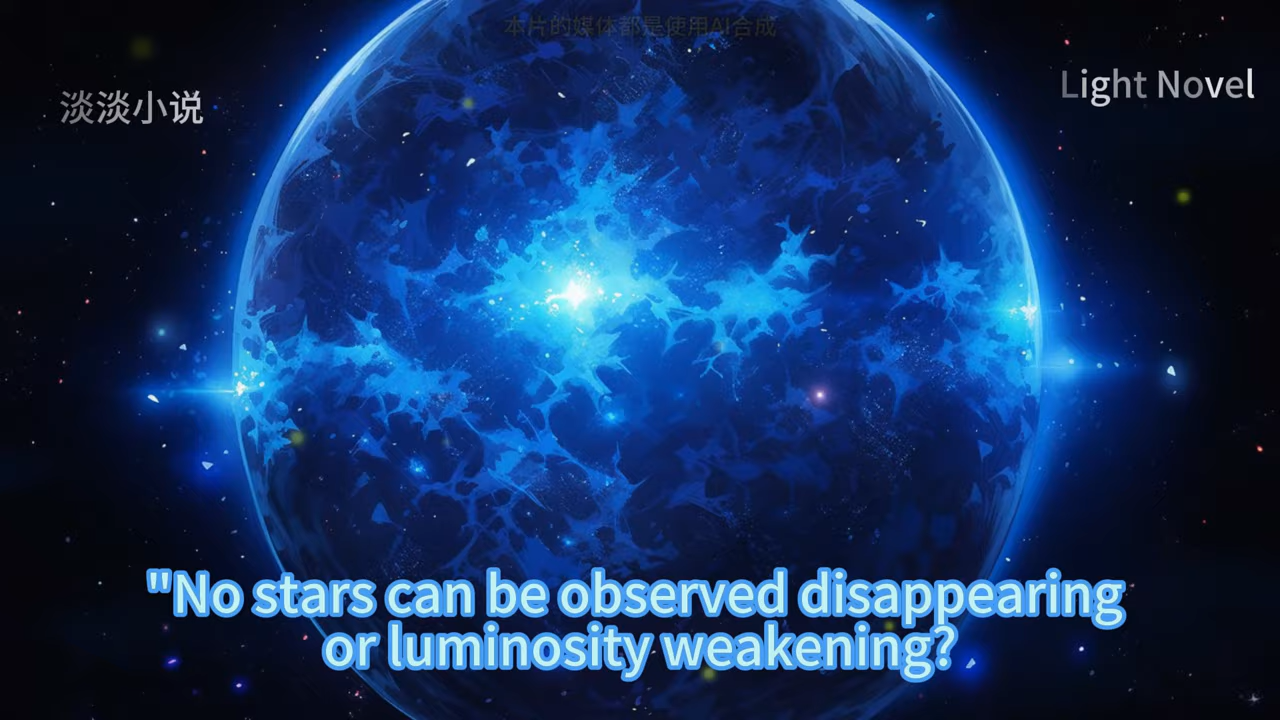 本片的媒体都是使用AI合成
淡淡小说
Light Novel
"No stars can be observed disappearing
or luminosity weakening?